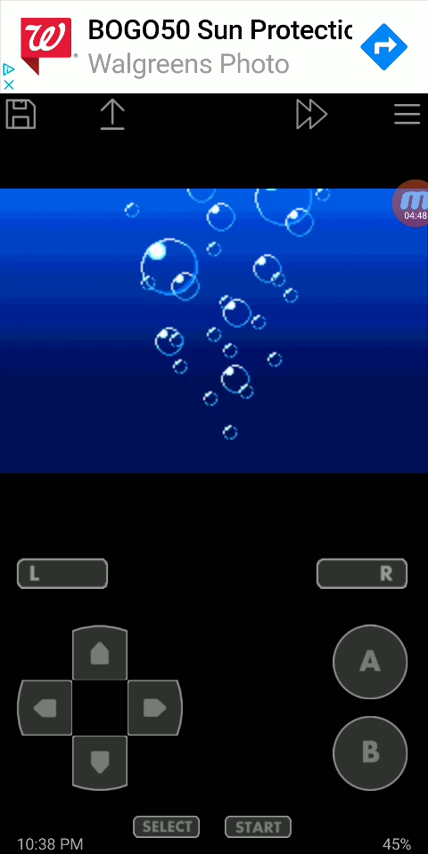 BOGO50 Sun Protectic
Walgreens Photo
04:48
L
R
A
B
SELECT
START
10:38 PM
45%